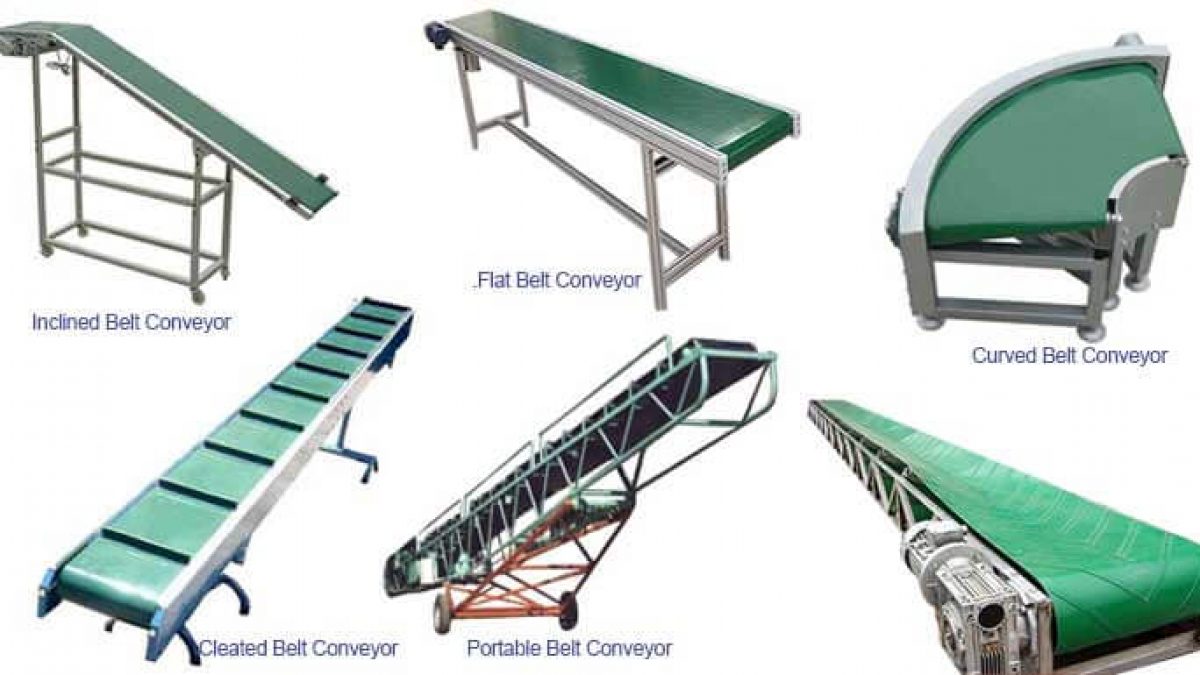 .Flat Belt Conveyor
Inclined Belt Conveyor
Curved Belt Conveyor
Cleated Belt Conveyor
Portable Belt Conveyor